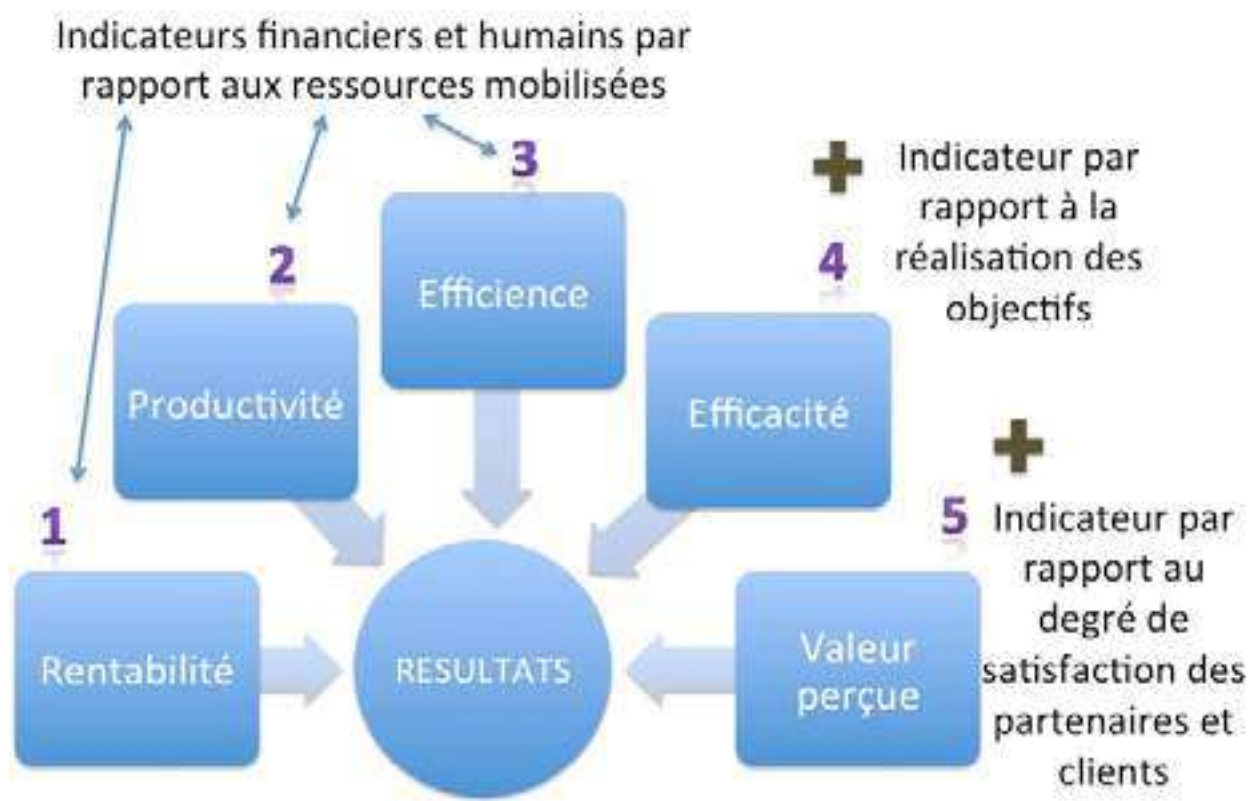 Indicateurs financiers et humains par
rapport aux ressources mobilisées
3
Efficience
2
Productivité
1
Rentabilité
RESULTATS
4
Indicateur par
rapport à la
réalisation des
objectifs
Efficacité
5
Indicateur par
rapport au
degré de
satisfaction des
partenaires et
clients
Valeur
perçue